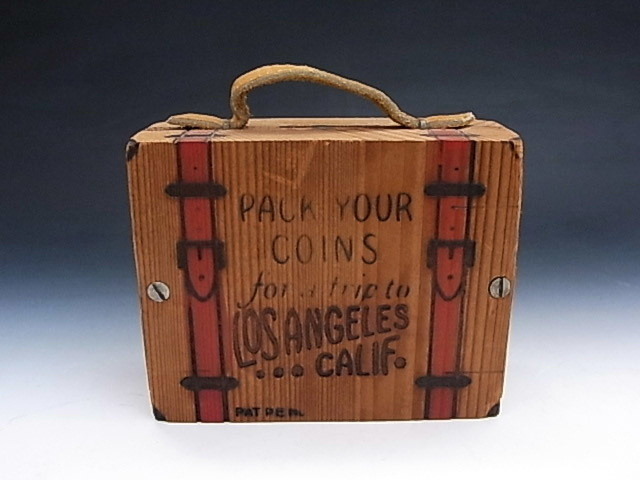 PACK YOUR
COINS
for a trip to
LOS ANGELES
... CALIF.
PAT PEN.